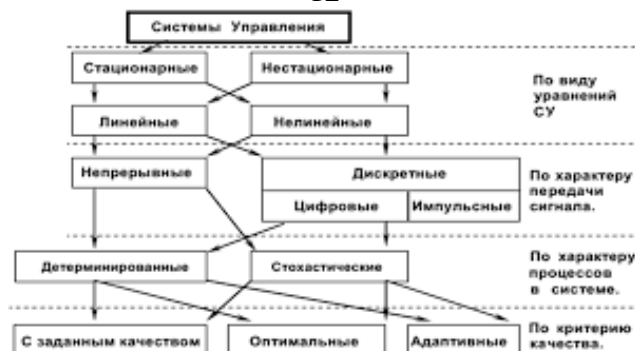 Системы Управления
Стационарные
Нестационарные
По виду
уравнений
СУ
Линейные
Нелинейные
Непрерывные
Дискретные
Цифровые
Импульсные
По характеру
передачи
сигнала.
Детерминированные
Стохастические
По характеру
процессов
в системе.
С заданным качеством
Оптимальные
Адаптивные
По критерию
качества.